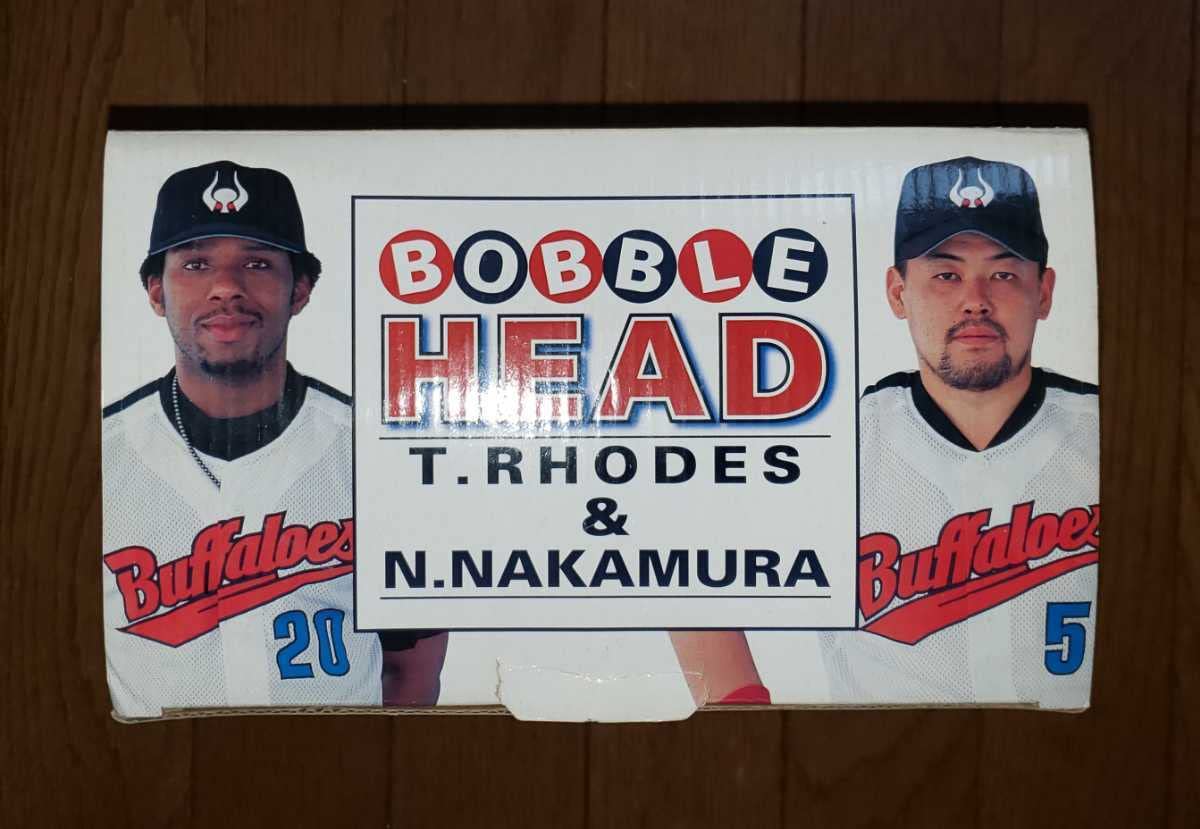 BOBBLE
HEAD
T.RHODES
&
N.NAKAMURA
Buffaloes
20
Buffaloes
5